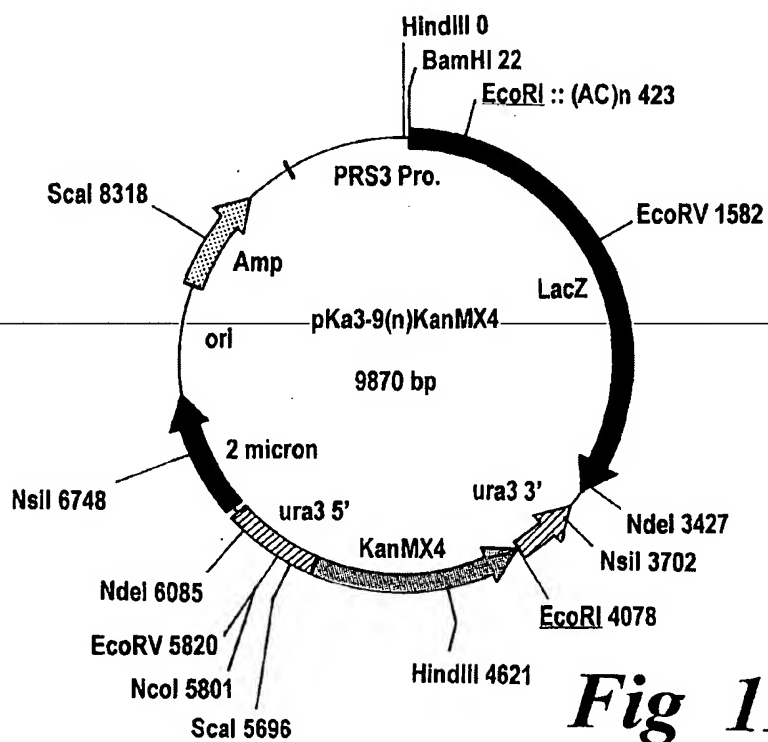 HindIII 0
BamHI 22
EcoRI :: (AC)n 423
PRS3 Pro.
ScaI 8318
EcoRV 1582
Amp
LacZ
ori
pKa3-9(n)KanMX4
9870 bp
2 micron
NsiI 6748
ura3 5'
ura3 3'
KanMX4
NdeI 3427
NsiI 3702
NdeI 6085
EcoRI 4078
EcoRV 5820
HindIII 4621
NcoI 5801
ScaI 5696
Fig